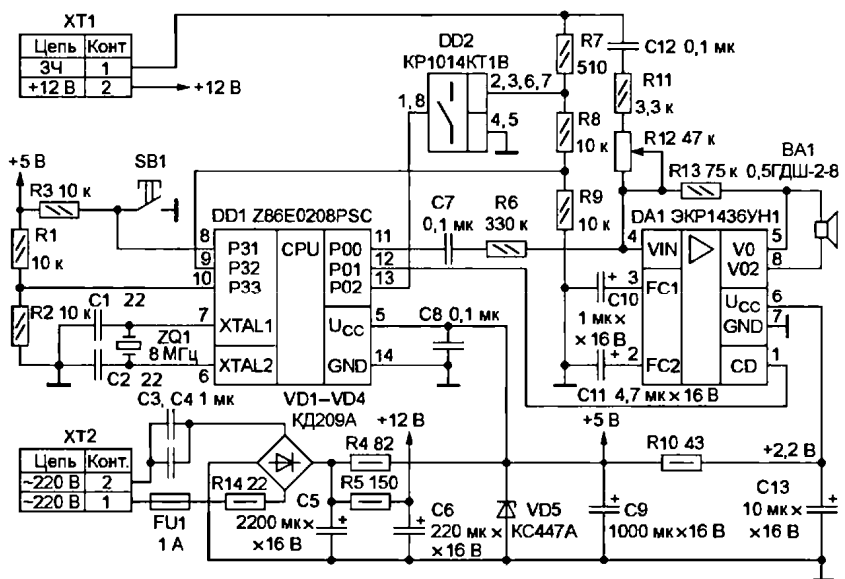 XT1
Цепь Конт
ЗЧ 1
+12 В 2
+12 В
DD2
КР1014КТ1В
1, 8
2, 3, 6, 7
4, 5
R7
510
R8
10 к
R9
10 к
C12 0,1 мк
R11
3,3 к
R12 47 к
R13 75 к
BA1
0,5ГДШ-2-8
+5 В
SB1
R3 10 к
R1
10 к
R2 10 к
DD1 Z86E0208PSC
8 P31
9 P32
10 P33
7 XTAL1
6 XTAL2
CPU
P00 11
P01 12
P02 13
UCC 5
GND 14
C7
0,1 мк
R6
330 к
C8 0,1 мк
C1 22
ZQ1
8 МГц
C2 22
DA1 ЭКР1436УН1
4 VIN
3 FC1
2 FC2
V0 5
V02 8
UCC 6
GND 7
CD 1
C10
1 мк×
×16 В
C11 4,7 мк×16 В
C3, C4 1 мк
VD1–VD4
КД209А
XT2
Цепь Конт.
~220 В 2
~220 В 1
FU1
1 А
R14 22
R4 82
R5 150
+12 В
C5
2200 мк×
×16 В
C6
220 мк×
×16 В
VD5
КС447А
+5 В
C9
1000 мк×16 В
R10 43
+2,2 В
C13
10 мк×
×16 В